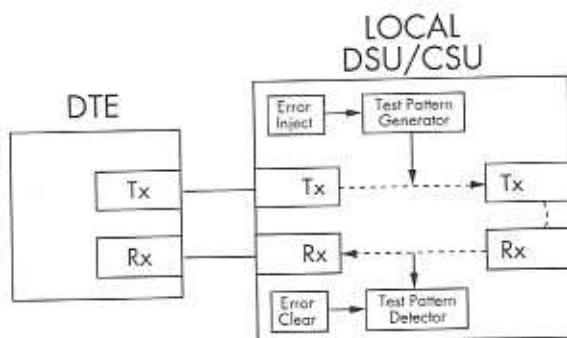 LOCAL
DSU/CSU
DTE
Error
Inject
Test Pattern
Generator
Tx
Tx
Tx
Rx
Rx
Rx
Error
Clear
Test Pattern
Detector